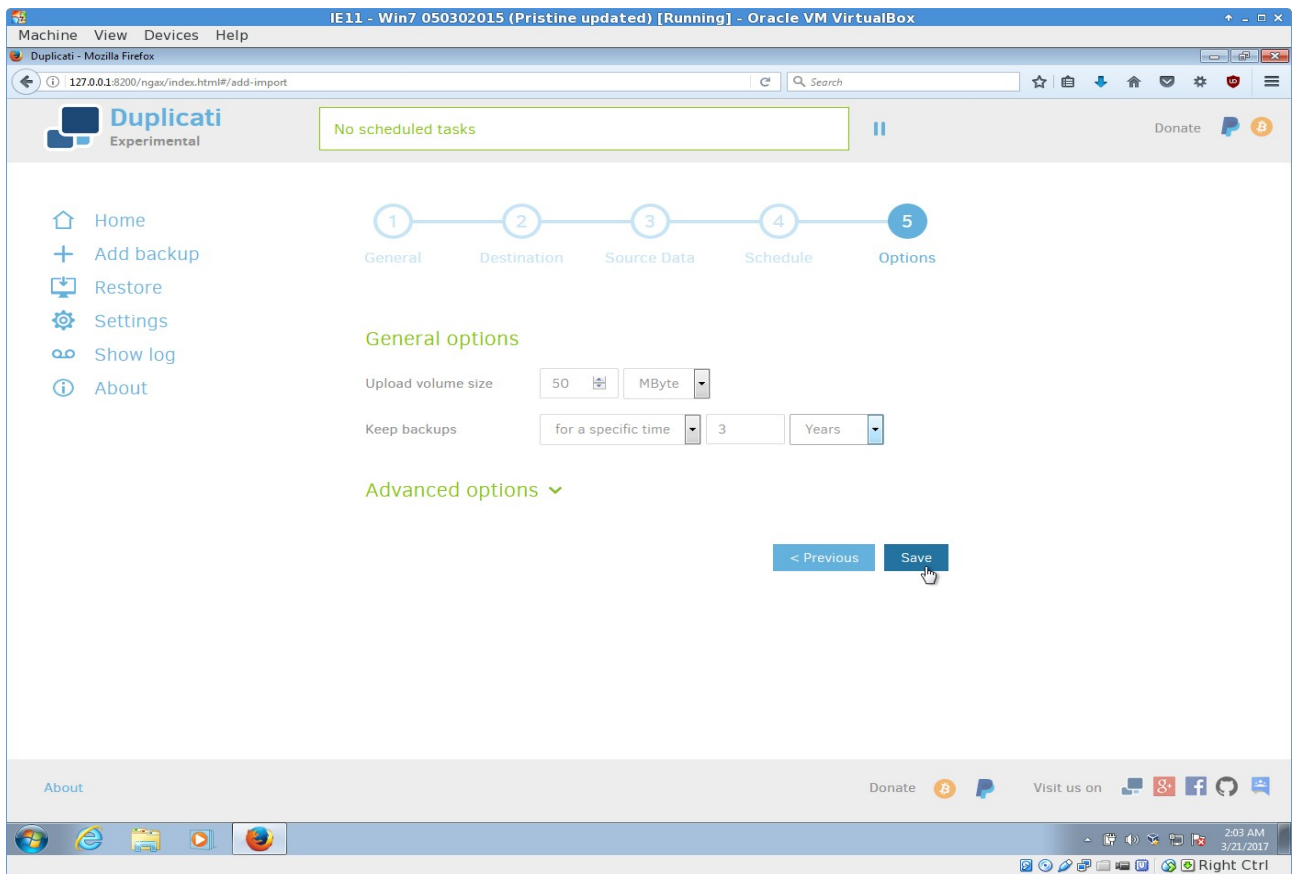 IE11 - Win7 050302015 (Pristine updated) [Running] - Oracle VM VirtualBox
Machine View Devices Help
Duplicati - Mozilla Firefox
127.0.0.1:8200/ngax/index.html#/add-import
Search
Duplicati
Experimental
No scheduled tasks
Donate
Home
Add backup
Restore
Settings
Show log
About
1 2 3 4 5
General Destination Source Data Schedule Options
General options
Upload volume size 50 MByte
Keep backups for a specific time 3 Years
Advanced options
< Previous Save
About Donate Visit us on
2:03 AM
3/21/2017
Right Ctrl